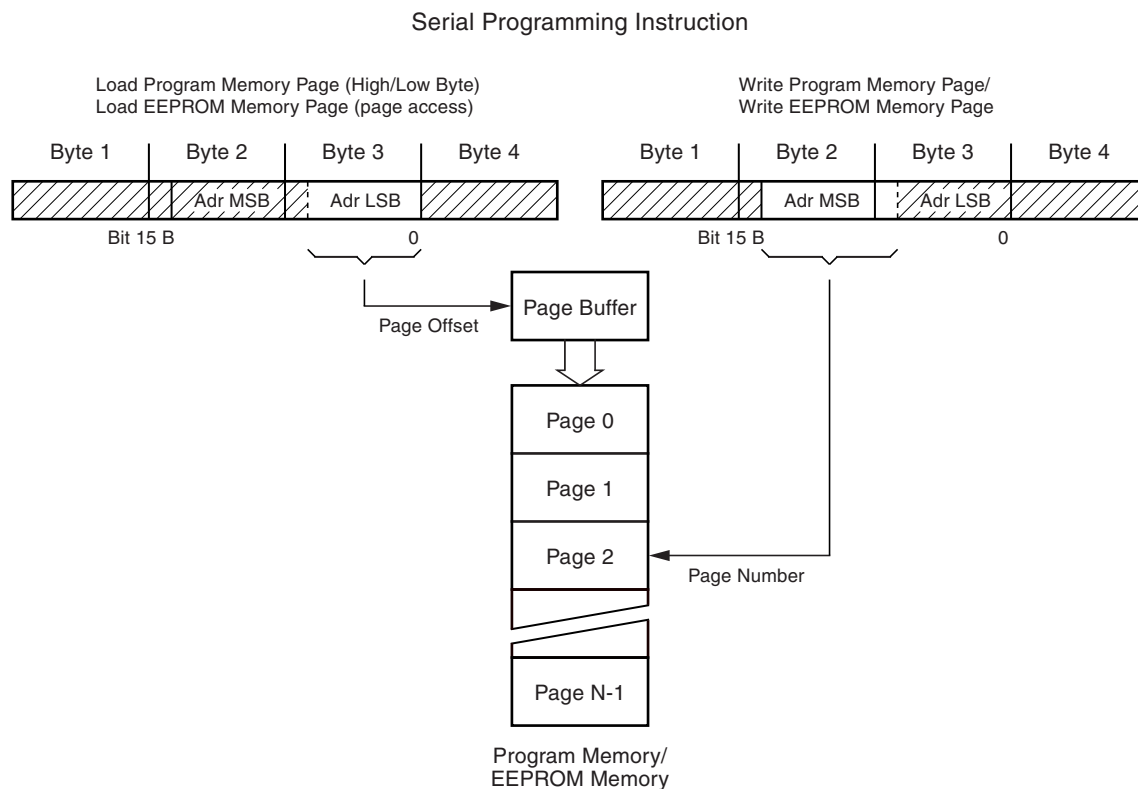 Serial Programming Instruction
Load Program Memory Page (High/Low Byte)
Load EEPROM Memory Page (page access)
Write Program Memory Page/
Write EEPROM Memory Page
Byte 1 Byte 2 Byte 3 Byte 4
Byte 1 Byte 2 Byte 3 Byte 4
Adr MSB Adr LSB
Adr MSB Adr LSB
Bit 15 B 0
Bit 15 B 0
Page Offset
Page Buffer
Page 0
Page 1
Page 2
Page Number
Page N-1
Program Memory/
EEPROM Memory